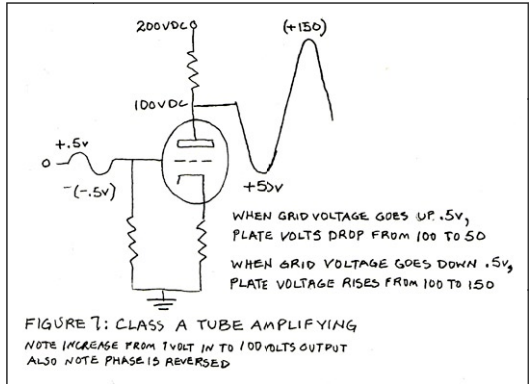 200VDC
(+150)
100VDC
+.5v
-(-.5v)
+50v
WHEN GRID VOLTAGE GOES UP .5v,
PLATE VOLTS DROP FROM 100 TO 50
WHEN GRID VOLTAGE GOES DOWN .5v,
PLATE VOLTAGE RISES FROM 100 TO 150
FIGURE 7: CLASS A TUBE AMPLIFYING
NOTE INCREASE FROM 1 VOLT IN TO 100 VOLTS OUTPUT
ALSO NOTE PHASE IS REVERSED